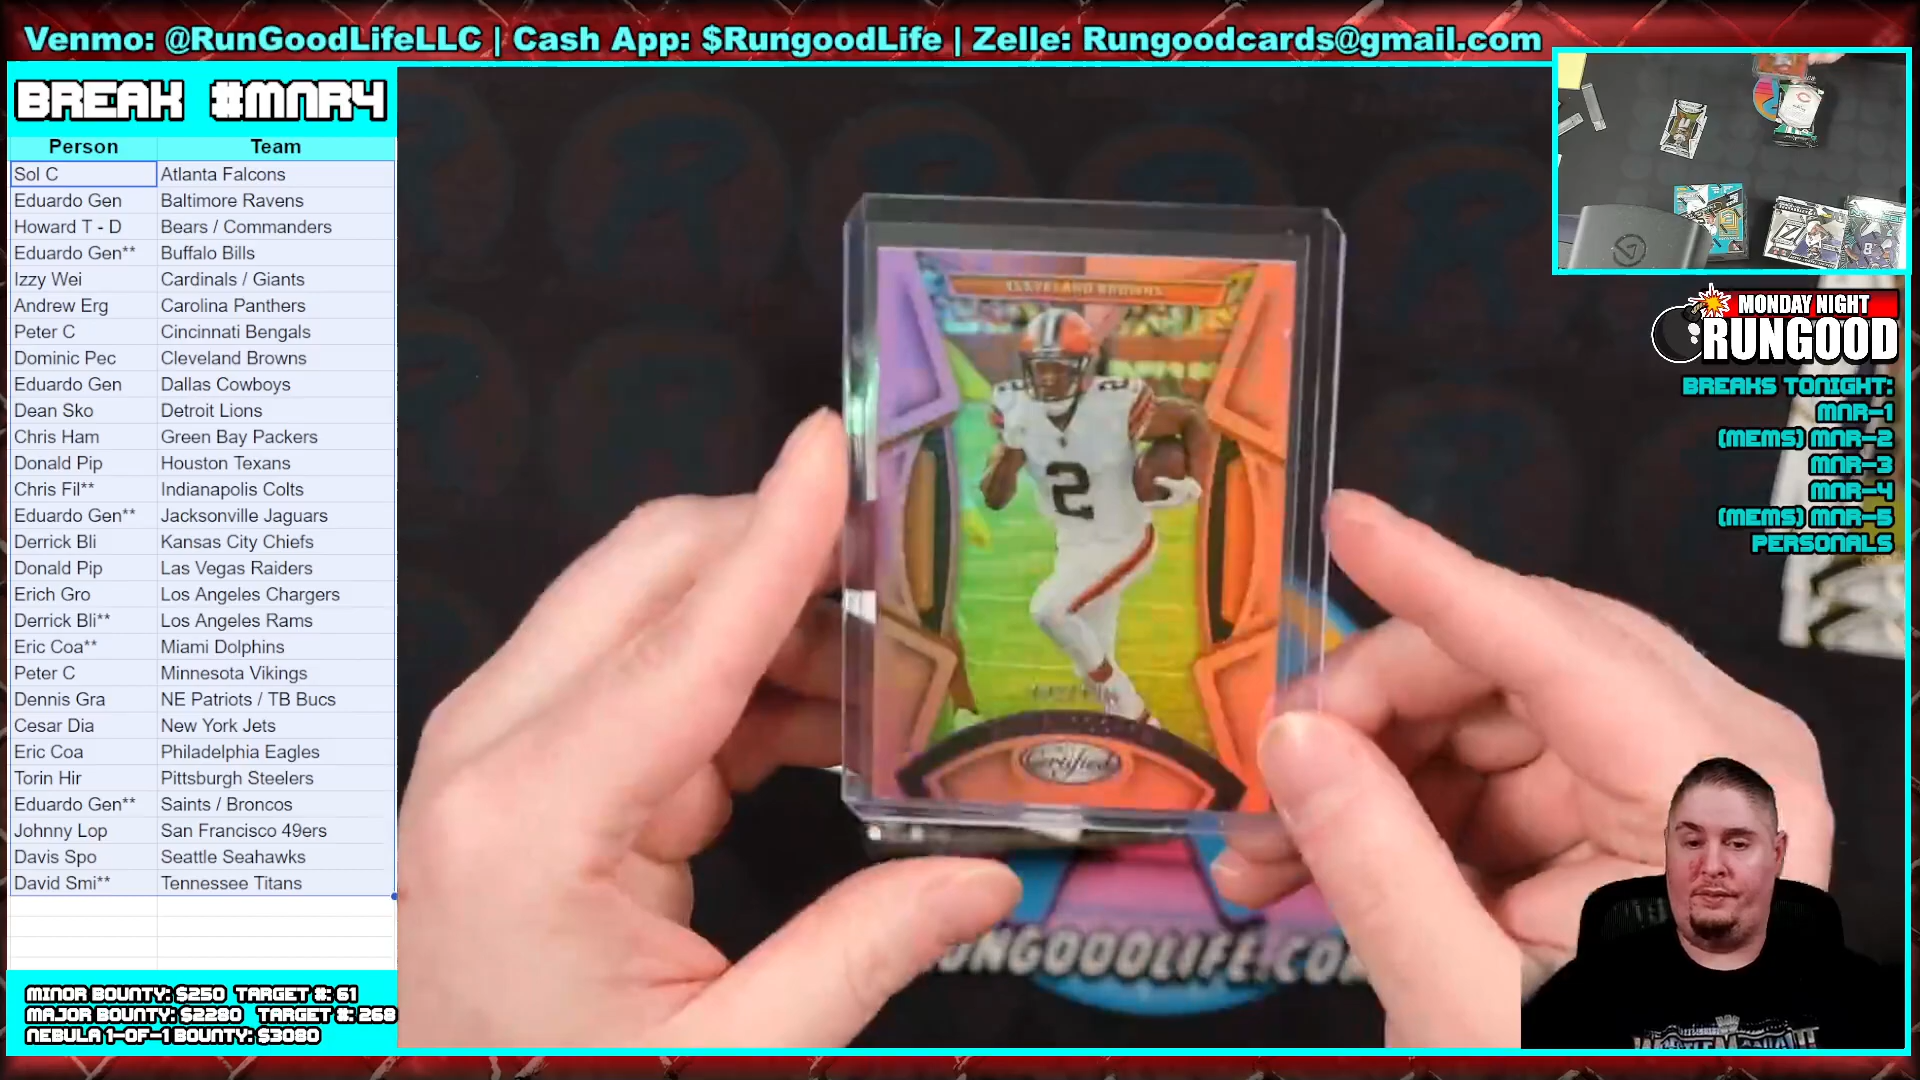 Venmo: @RunGoodLifeLLC | Cash App: $RungoodLife | Zelle: Rungoodcards@gmail.com
BREAK #MNR4
Person Team
Sol C Atlanta Falcons
Eduardo Gen Baltimore Ravens
Howard T - D Bears / Commanders
Eduardo Gen** Buffalo Bills
Izzy Wei Cardinals / Giants
Andrew Erg Carolina Panthers
Peter C Cincinnati Bengals
Dominic Pec Cleveland Browns
Eduardo Gen Dallas Cowboys
Dean Sko Detroit Lions
Chris Ham Green Bay Packers
Donald Pip Houston Texans
Chris Fil** Indianapolis Colts
Eduardo Gen** Jacksonville Jaguars
Derrick Bli Kansas City Chiefs
Donald Pip Las Vegas Raiders
Erich Gro Los Angeles Chargers
Derrick Bli** Los Angeles Rams
Eric Coa** Miami Dolphins
Peter C Minnesota Vikings
Dennis Gra NE Patriots / TB Bucs
Cesar Dia New York Jets
Eric Coa Philadelphia Eagles
Torin Hir Pittsburgh Steelers
Eduardo Gen** Saints / Broncos
Johnny Lop San Francisco 49ers
Davis Spo Seattle Seahawks
David Smi** Tennessee Titans
MINOR BOUNTY: $250 TARGET #: 61
MAJOR BOUNTY: $2280 TARGET #: 268
NEBULA 1-OF-1 BOUNTY: $3080
CLEVELAND BROWNS
2
2
2
Certified
RUNGOODLIFE.CO
MONDAY NIGHT
RUNGOOD
BREAKS TONIGHT:
MNR-1
(MEMS) MNR-2
MNR-3
MNR-4
(MEMS) MNR-5
PERSONALS